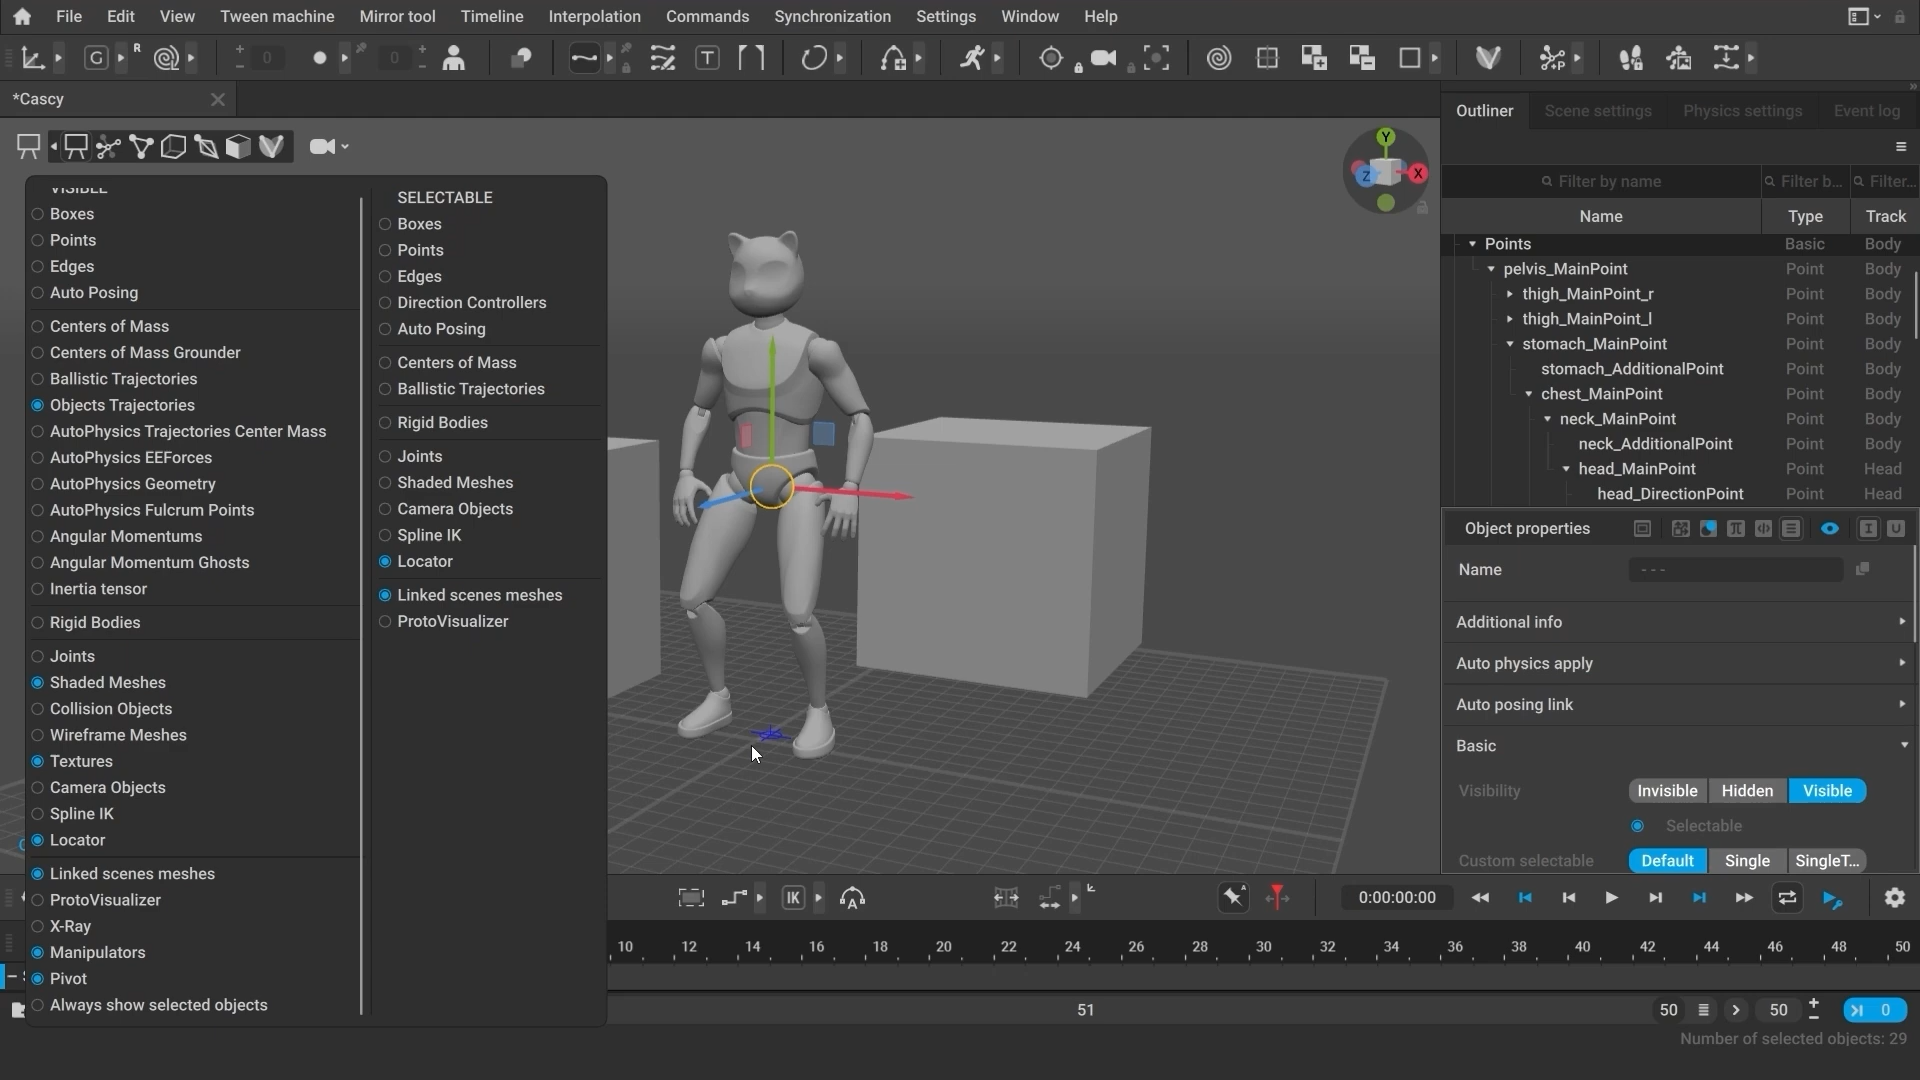 File Edit View Tween machine Mirror tool Timeline Interpolation Commands Synchronization Settings Window Help
G R 0 0 T P
*Cascy
Outliner Scene settings Physics settings Event log
Y
Z X
VISIBLE
Boxes
Points
Edges
Auto Posing
Centers of Mass
Centers of Mass Grounder
Ballistic Trajectories
Objects Trajectories
AutoPhysics Trajectories Center Mass
AutoPhysics EEForces
AutoPhysics Geometry
AutoPhysics Fulcrum Points
Angular Momentums
Angular Momentum Ghosts
Inertia tensor
Rigid Bodies
Joints
Shaded Meshes
Collision Objects
Wireframe Meshes
Textures
Camera Objects
Spline IK
Locator
Linked scenes meshes
ProtoVisualizer
X-Ray
Manipulators
Pivot
Always show selected objects
SELECTABLE
Boxes
Points
Edges
Direction Controllers
Auto Posing
Centers of Mass
Ballistic Trajectories
Rigid Bodies
Joints
Shaded Meshes
Camera Objects
Spline IK
Locator
Linked scenes meshes
ProtoVisualizer
Filter by name Filter b... Filter...
Name Type Track
Points Basic Body
pelvis_MainPoint Point Body
thigh_MainPoint_r Point Body
thigh_MainPoint_l Point Body
stomach_MainPoint Point Body
stomach_AdditionalPoint Point Body
chest_MainPoint Point Body
neck_MainPoint Point Body
neck_AdditionalPoint Point Body
head_MainPoint Point Head
head_DirectionPoint Point Head
Object properties
Name ---
Additional info
Auto physics apply
Auto posing link
Basic
Visibility Invisible Hidden Visible
Selectable
Custom selectable Default Single SingleT...
IK A 0:00:00:00
10 12 14 16 18 20 22 24 26 28 30 32 34 36 38 40 42 44 46 48 50
51 50 50 0
Number of selected objects: 29